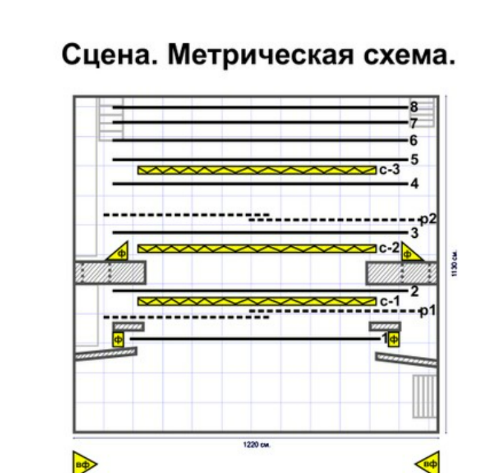 Сцена. Метрическая схема.
8
7
6
5
с-3
4
р2
3
ф ф
с-2
2
с-1
р1
ф 1 ф
1130 см.
1220 см.
вф вф